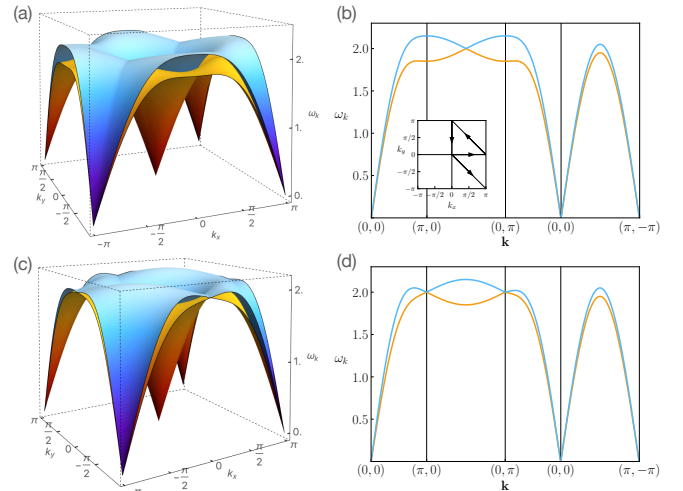 (a)
2.
1.
0.
ω_k
π
π/2
0
-π/2
k_y
-π
-π/2
0
π/2
π
k_x
(b)
2.0
1.5
1.0
0.5
ω_k
π
π/2
0
-π/2
-π
k_y
-π -π/2 0 π/2 π
k_x
(0, 0) (π, 0) (0, π) (0, 0) (π, -π)
k
(c)
2.
1.
0.
ω_k
π
π/2
0
-π/2
k_y
-π
-π/2
0
π/2
π
k_x
(d)
2.0
1.5
1.0
0.5
ω_k
(0, 0) (π, 0) (0, π) (0, 0) (π, -π)
k